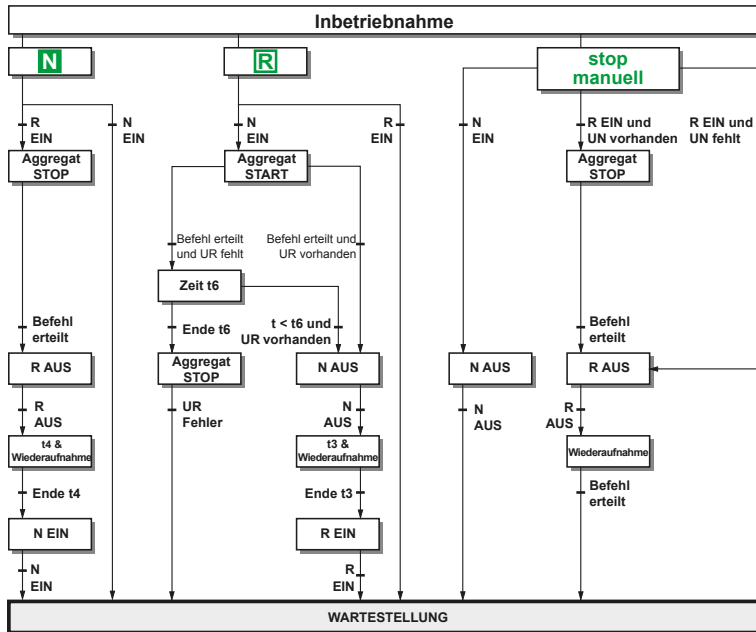 Inbetriebnahme
N
R
stop
manuell
R
EIN
N
EIN
N
EIN
R
EIN
N
EIN
R EIN und
UN vorhanden
R EIN und
UN fehlt
Aggregat
STOP
Aggregat
START
Aggregat
STOP
Befehl erteilt
und UR fehlt
Befehl erteilt und
UR vorhanden
Zeit t6
Befehl
erteilt
Ende t6
t < t6 und
UR vorhanden
Befehl
erteilt
R AUS
Aggregat
STOP
N AUS
N AUS
R AUS
R
AUS
UR
Fehler
N
AUS
N
AUS
R
AUS
t4 &
Wiederaufnahme
t3 &
Wiederaufnahme
Wiederaufnahme
Ende t4
Ende t3
Befehl
erteilt
N EIN
R EIN
N
EIN
R
EIN
WARTESTELLUNG